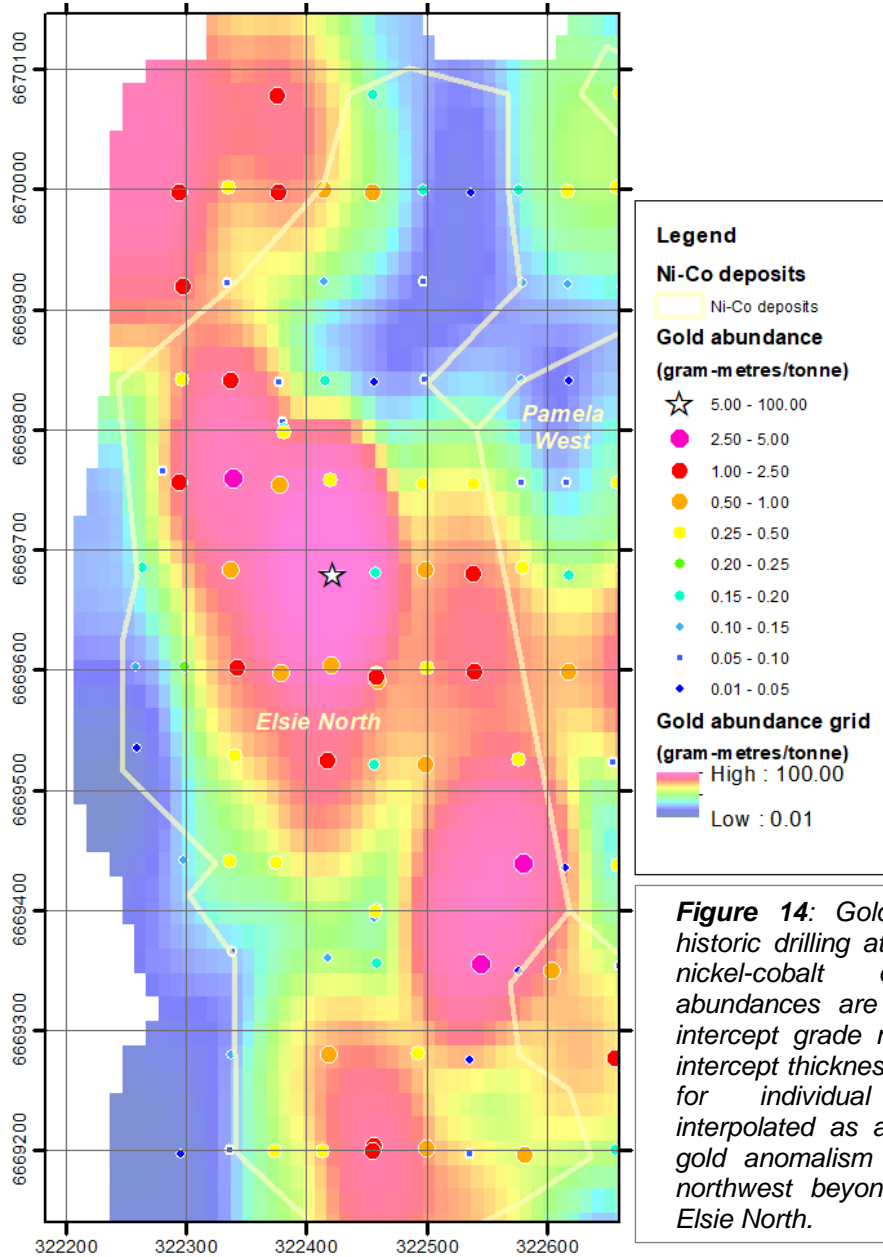 6670100
6670000
6669900
6669800
6669700
6669600
6669500
6669400
6669300
6669200
Pamela
West
Elsie North
322200 322300 322400 322500 322600
Legend
Ni-Co deposits
Ni-Co deposits
Gold abundance
(gram-metres/tonne)
5.00 - 100.00
2.50 - 5.00
1.00 - 2.50
0.50 - 1.00
0.25 - 0.50
0.20 - 0.25
0.15 - 0.20
0.10 - 0.15
0.05 - 0.10
0.01 - 0.05
Gold abundance grid
(gram-metres/tonne)
High : 100.00
Low : 0.01
Figure 14: Gold
historic drilling at
nickel-cobalt
abundances are
intercept grade
intercept thicknes
for individual
interpolated as a
gold anomalism
northwest beyon
Elsie North.